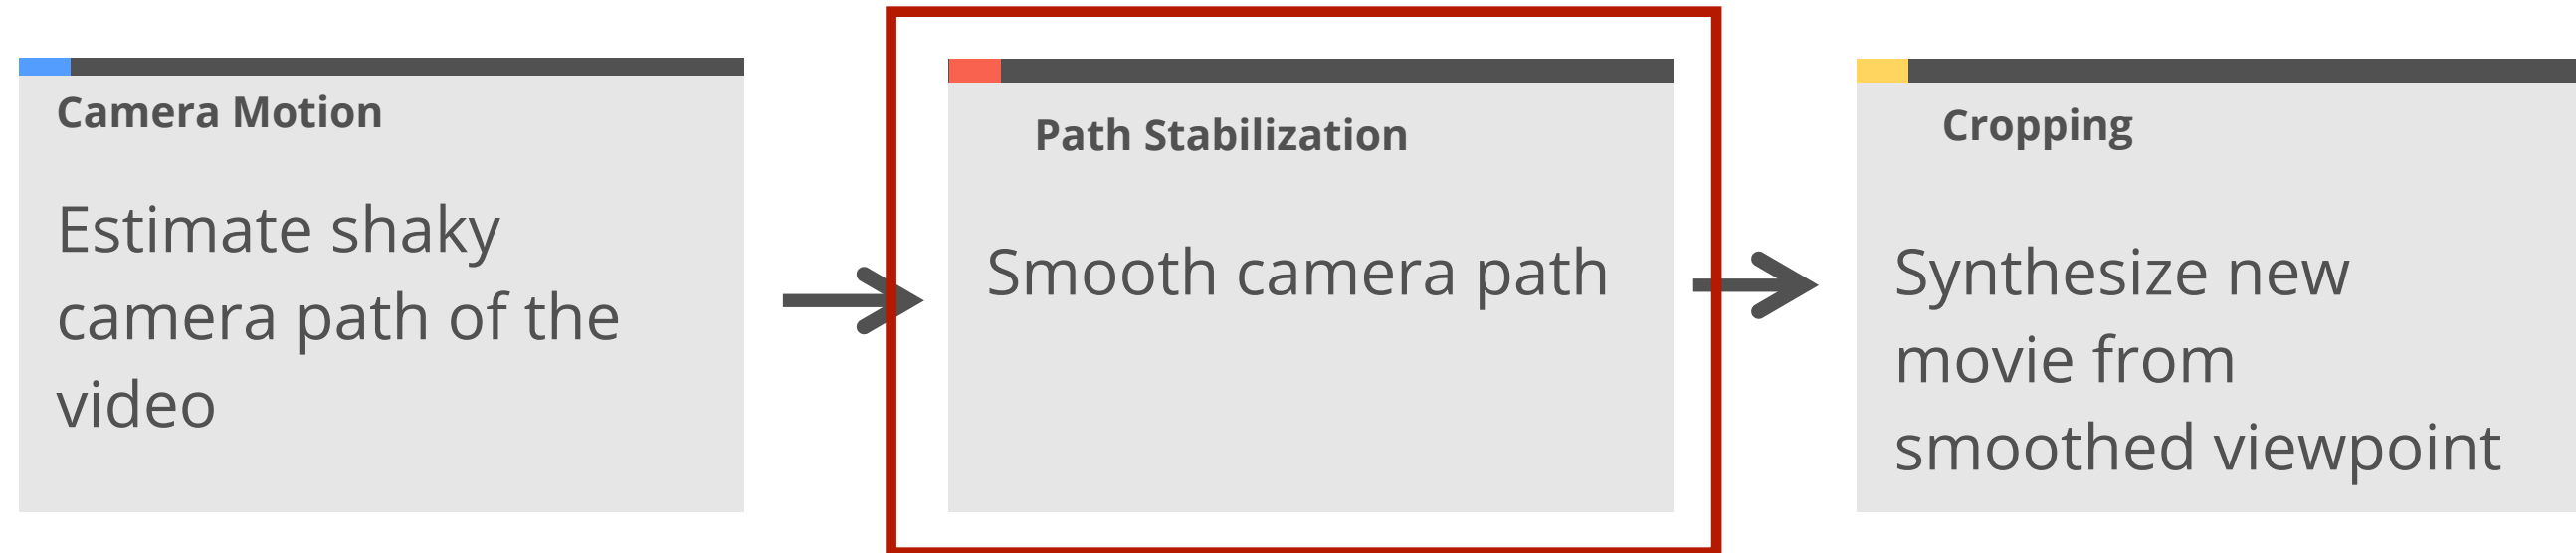 Camera Motion
Estimate shaky
camera path of the
video
Path Stabilization
Smooth camera path
Cropping
Synthesize new
movie from
smoothed viewpoint